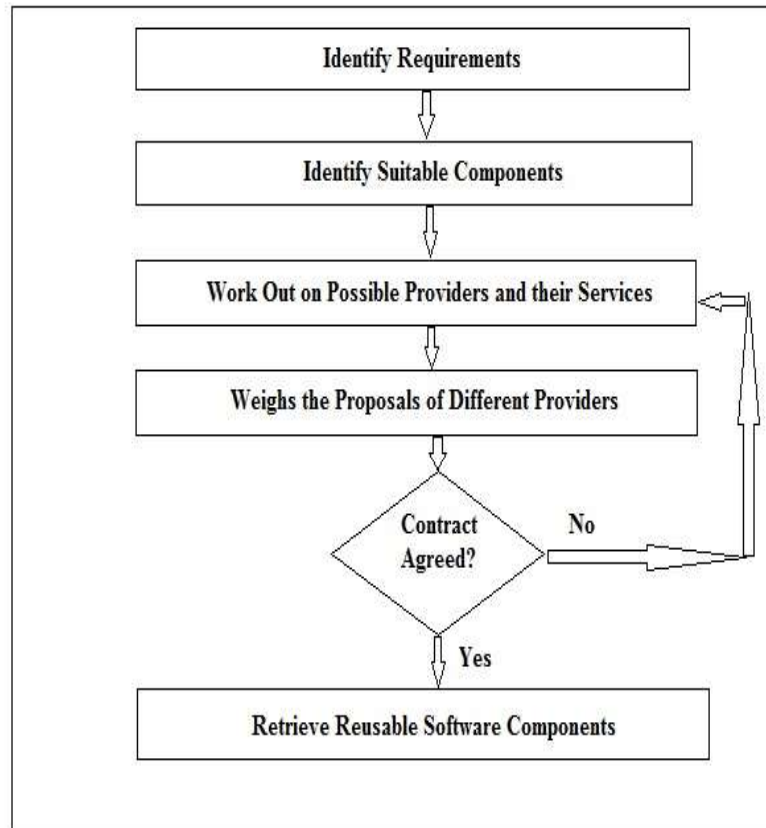 Identify Requirements
Identify Suitable Components
Work Out on Possible Providers and their Services
Weighs the Proposals of Different Providers
Contract
Agreed?
No
Yes
Retrieve Reusable Software Components